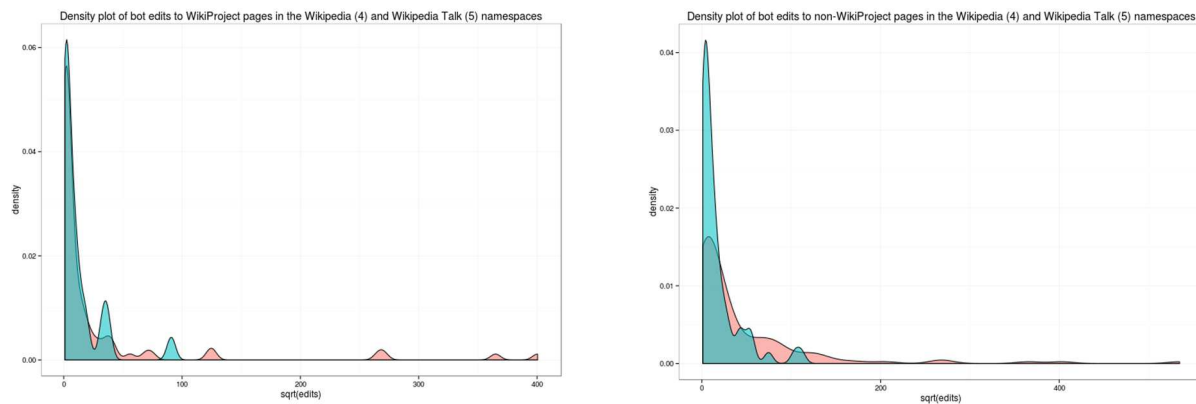 Density plot of bot edits to WikiProject pages in the Wikipedia (4) and Wikipedia Talk (5) namespaces
0.06
0.04
0.02
0.00
density
0
100
200
300
400
sqrt(edits)
Density plot of bot edits to non-WikiProject pages in the Wikipedia (4) and Wikipedia Talk (5) namespaces
0.04
0.03
0.02
0.01
0.00
density
0
200
400
sqrt(edits)